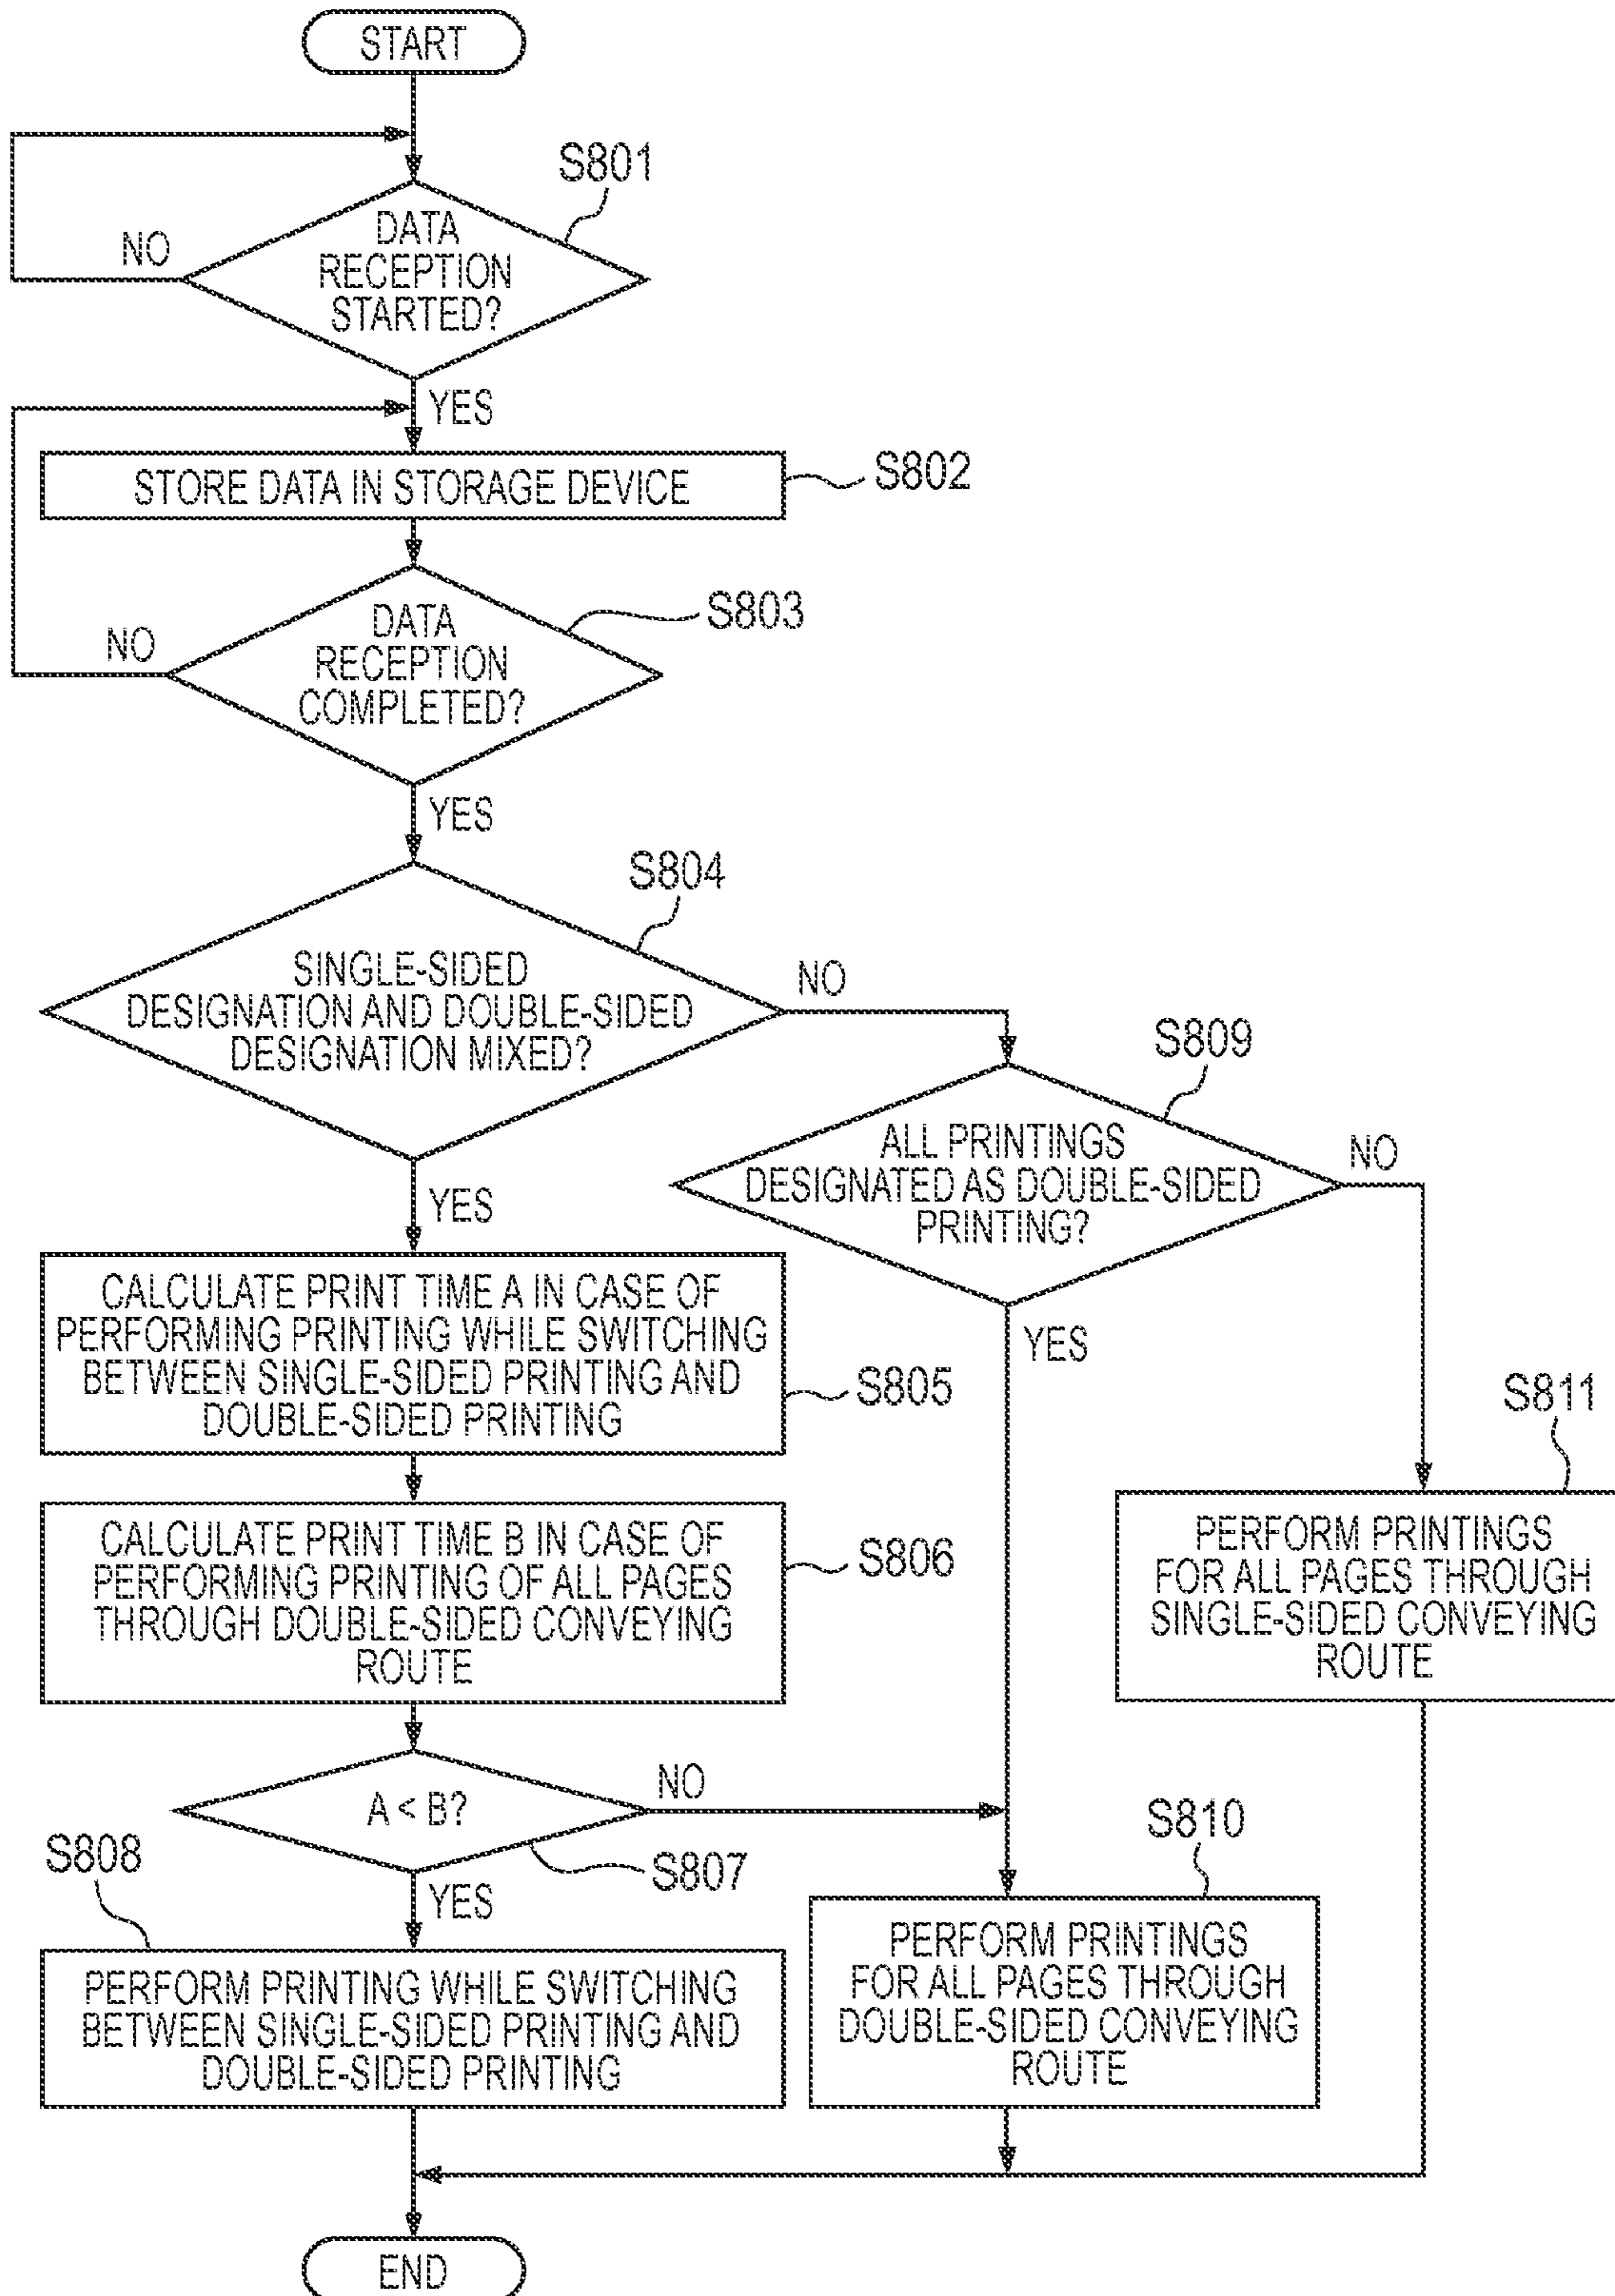 START
S801
NO
DATA
RECEPTION
STARTED?
YES
STORE DATA IN STORAGE DEVICE
S802
S803
NO
DATA
RECEPTION
COMPLETED?
YES
S804
SINGLE-SIDED
DESIGNATION AND DOUBLE-SIDED
DESIGNATION MIXED?
NO
S809
ALL PRINTINGS
DESIGNATED AS DOUBLE-SIDED
PRINTING?
NO
YES
YES
CALCULATE PRINT TIME A IN CASE OF
PERFORMING PRINTING WHILE SWITCHING
BETWEEN SINGLE-SIDED PRINTING AND
DOUBLE-SIDED PRINTING
S805
S811
CALCULATE PRINT TIME B IN CASE OF
PERFORMING PRINTING OF ALL PAGES
THROUGH DOUBLE-SIDED CONVEYING
ROUTE
S806
PERFORM PRINTINGS
FOR ALL PAGES THROUGH
SINGLE-SIDED CONVEYING
ROUTE
A < B?
NO
S807
S810
S808
YES
PERFORM PRINTING WHILE SWITCHING
BETWEEN SINGLE-SIDED PRINTING AND
DOUBLE-SIDED PRINTING
PERFORM PRINTINGS
FOR ALL PAGES THROUGH
DOUBLE-SIDED CONVEYING
ROUTE
END